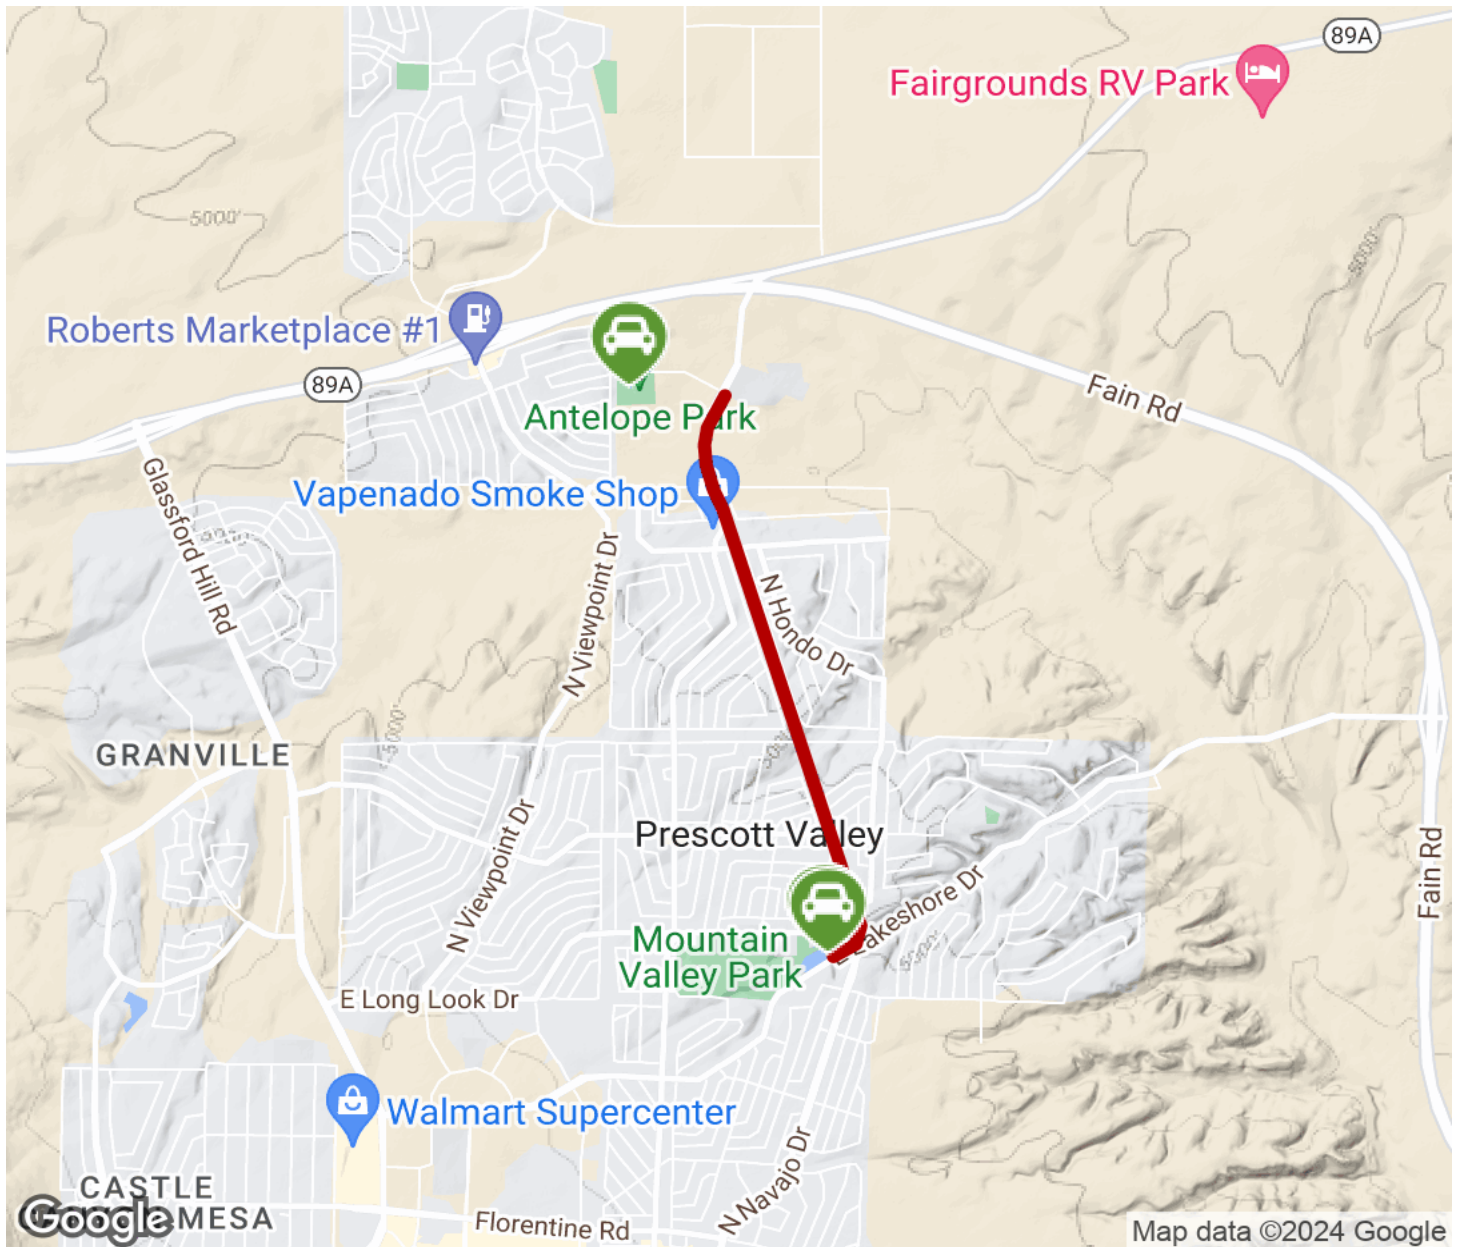 89A
Fairgrounds RV Park
5000'
5000'
Roberts Marketplace #1
89A
Fain Rd
Antelope Park
Glassford Hill Rd
Vapenado Smoke Shop
N Viewpoint Dr
N Hondo Dr
5000'
GRANVILLE
Prescott Valley
N Viewpoint Dr
Fain Rd
E Lakeshore Dr
Mountain
Valley Park
5000'
E Long Look Dr
Walmart Supercenter
N Navajo Dr
CASTLE
MESA
Google
Florentine Rd
Map data ©2024 Google